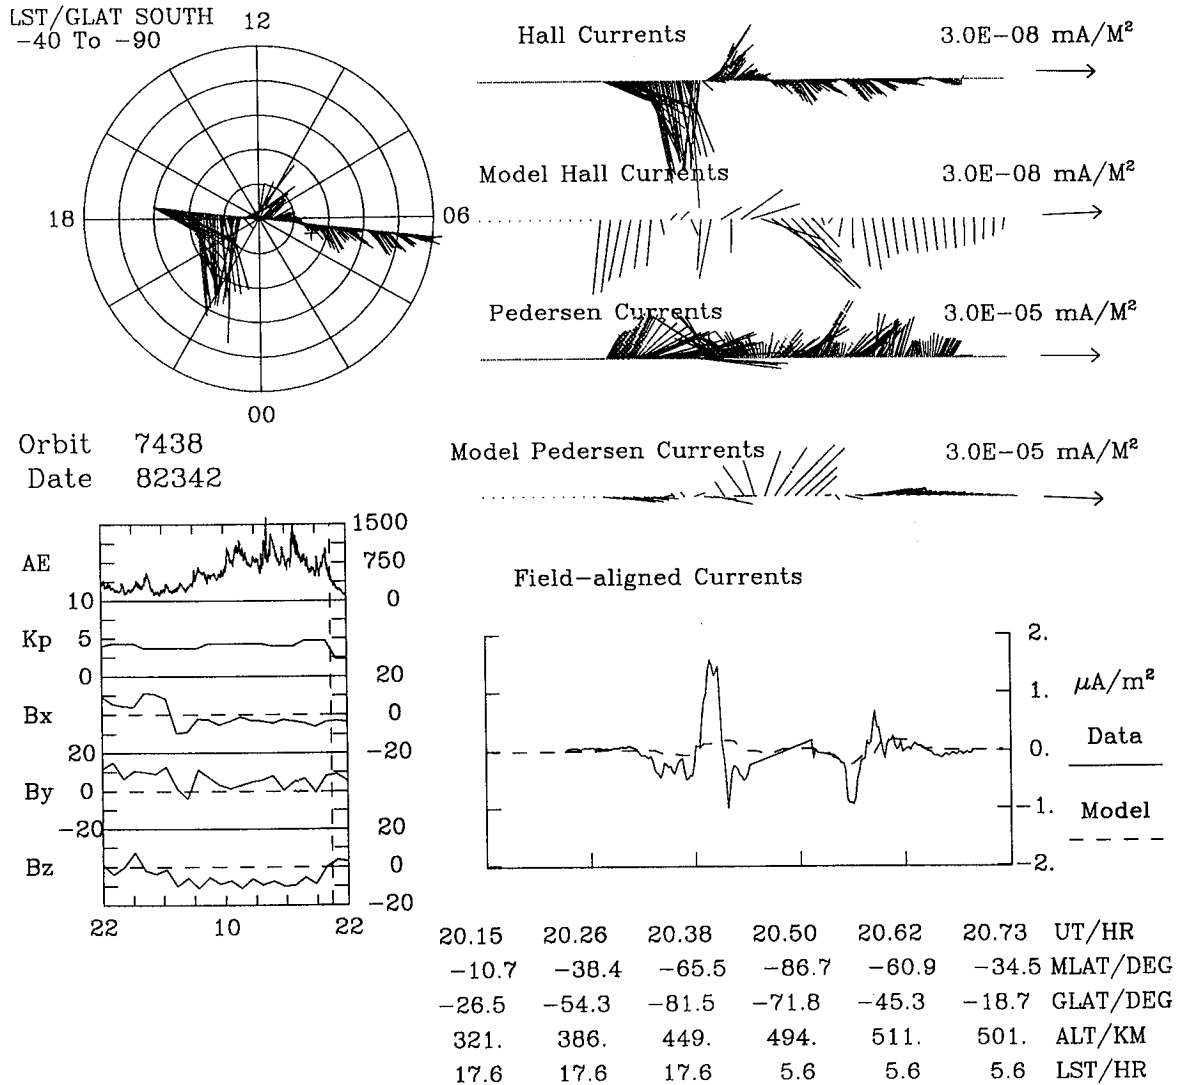 LST/GLAT SOUTH
-40 To -90
12
18
06
00
Orbit 7438
Date 82342
Hall Currents 3.0E-08 mA/M²
Model Hall Currents 3.0E-08 mA/M²
Pedersen Currents 3.0E-05 mA/M²
Model Pedersen Currents 3.0E-05 mA/M²
AE 1500
750
10 0
Kp 5
0 20
Bx 0
20 -20
By 0
-20 20
Bz 0
-20
22 10 22
Field-aligned Currents
2.
1.
0.
-1.
-2.
μA/m²
Data
Model
20.15 20.26 20.38 20.50 20.62 20.73 UT/HR
-10.7 -38.4 -65.5 -86.7 -60.9 -34.5 MLAT/DEG
-26.5 -54.3 -81.5 -71.8 -45.3 -18.7 GLAT/DEG
321. 386. 449. 494. 511. 501. ALT/KM
17.6 17.6 17.6 5.6 5.6 5.6 LST/HR